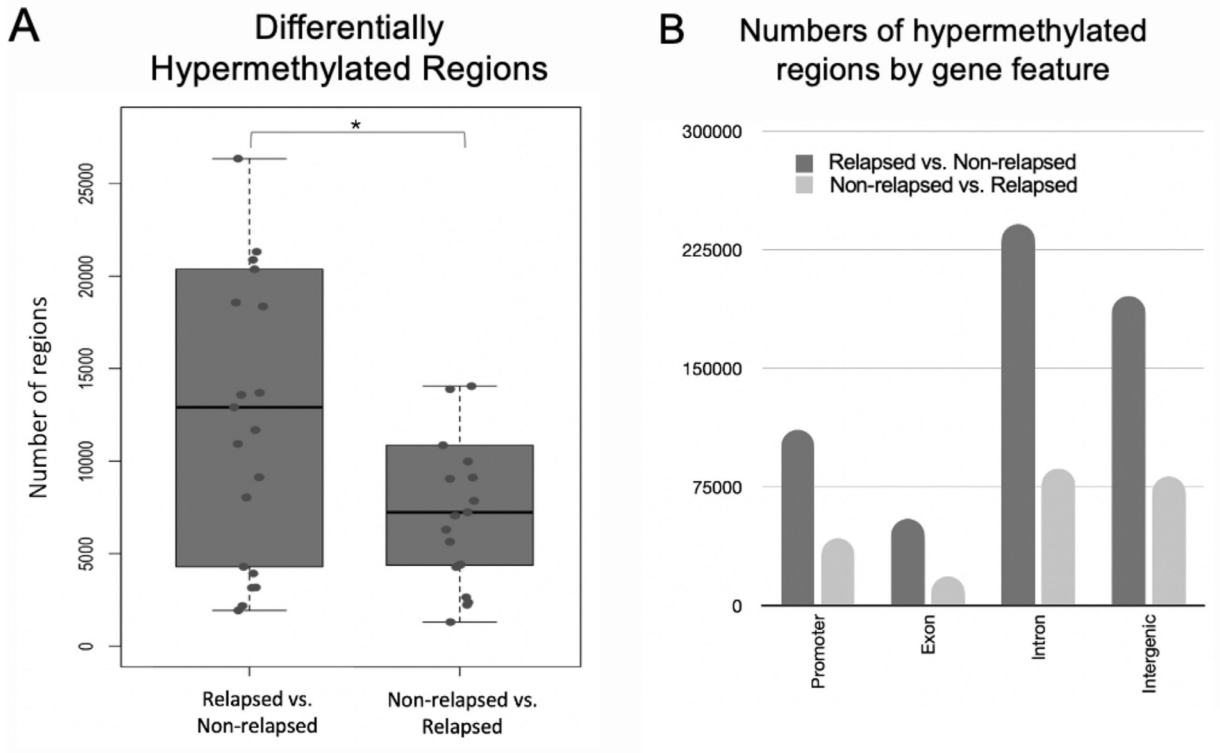 A
Differentially
Hypermethylated Regions
*
Number of regions
25000
20000
15000
10000
5000
0
Relapsed vs.
Non-relapsed
Non-relapsed vs.
Relapsed
B
Numbers of hypermethylated
regions by gene feature
300000
225000
150000
75000
0
Relapsed vs. Non-relapsed
Non-relapsed vs. Relapsed
Promoter
Exon
Intron
Intergenic